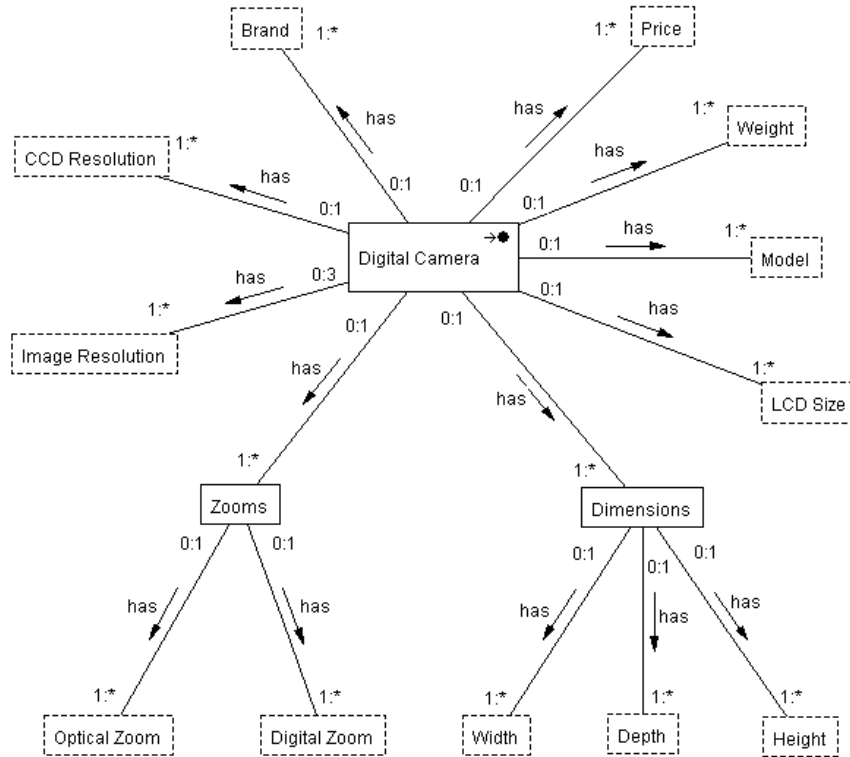 Brand
1:*
1:*
Price
has
has
1:*
Weight
CCD Resolution
1:*
has
has
0:1
0:1
0:1
0:1
Digital Camera
0:1
has
1:*
Model
has
0:3
1:*
Image Resolution
0:1
0:1
0:1
has
1:*
LCD Size
has
has
1:*
Zooms
1:*
Dimensions
0:1
0:1
0:1
0:1
0:1
has
has
has
has
has
1:*
Optical Zoom
1:*
Digital Zoom
1:*
Width
1:*
Depth
1:*
Height